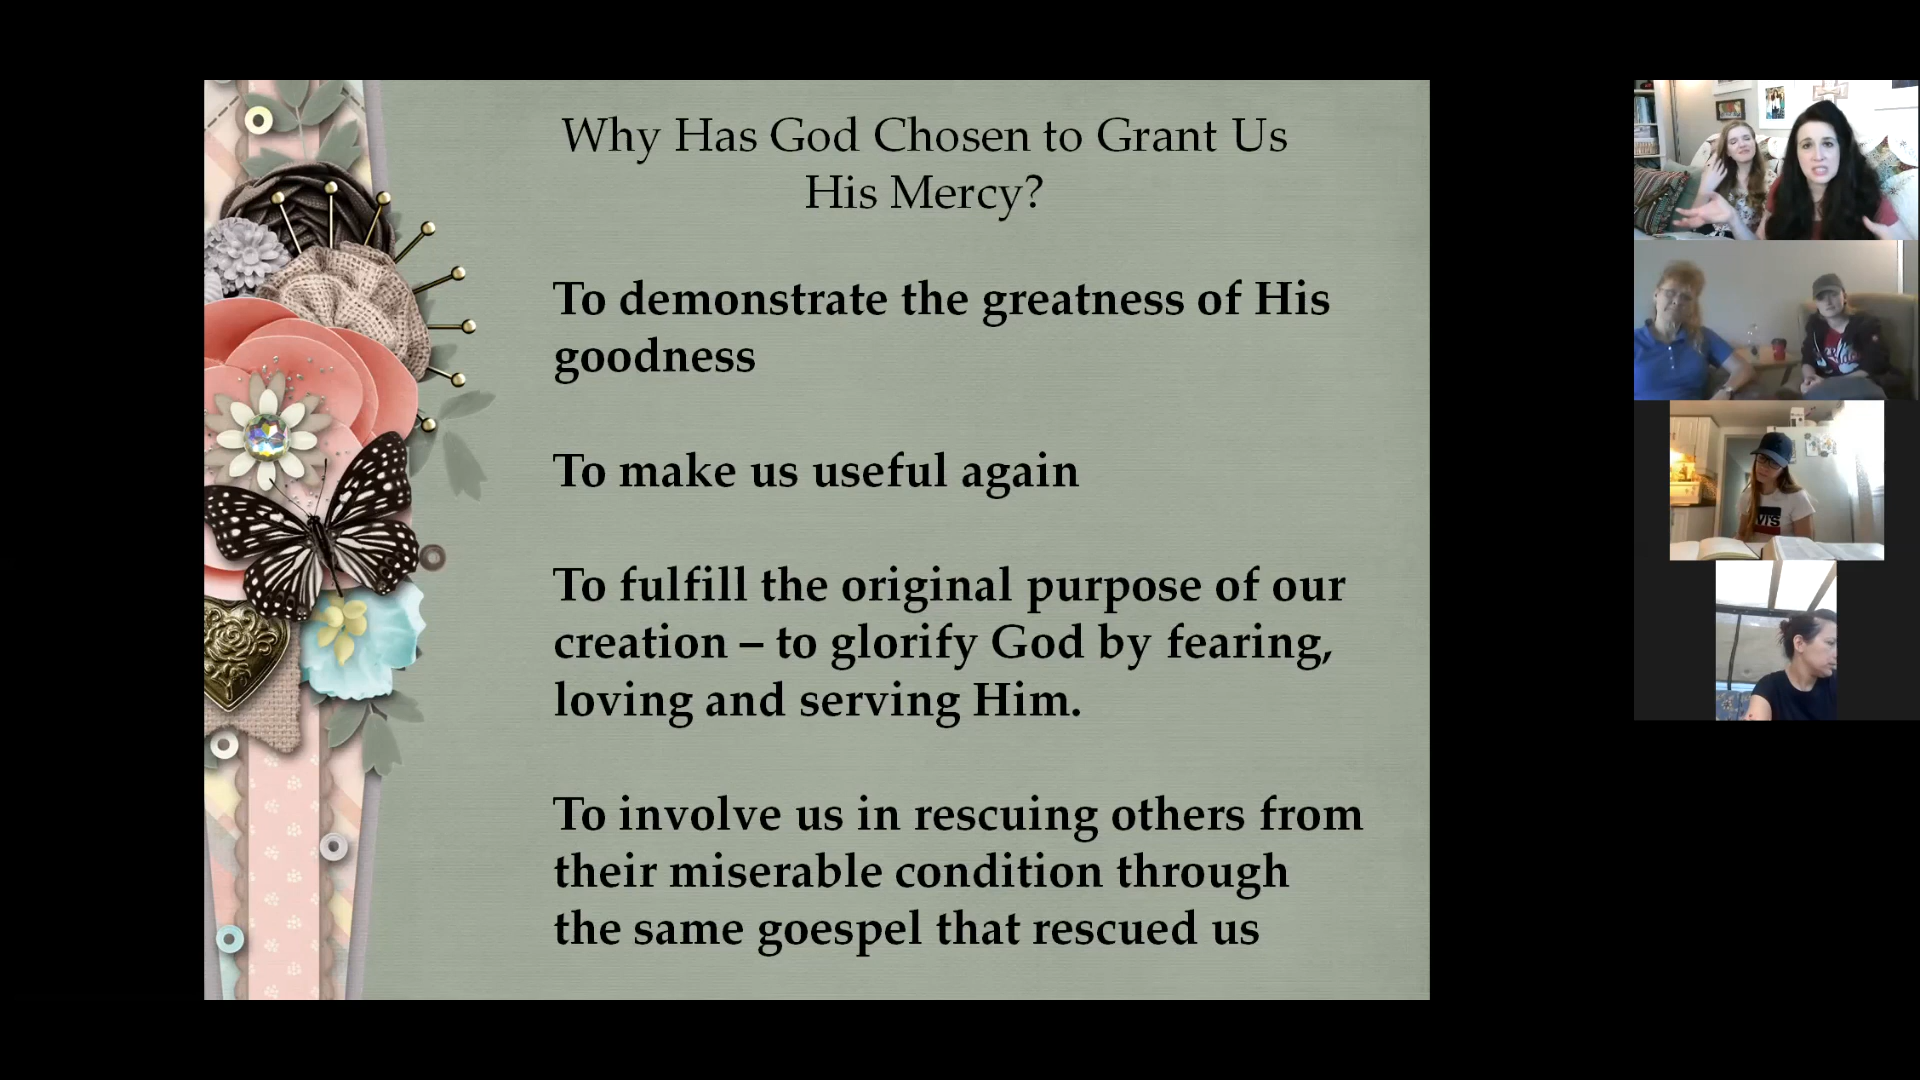 Why Has God Chosen to Grant Us
His Mercy?
To demonstrate the greatness of His
goodness
To make us useful again
To fulfill the original purpose of our
creation – to glorify God by fearing,
loving and serving Him.
To involve us in rescuing others from
their miserable condition through
the same goespel that rescued us